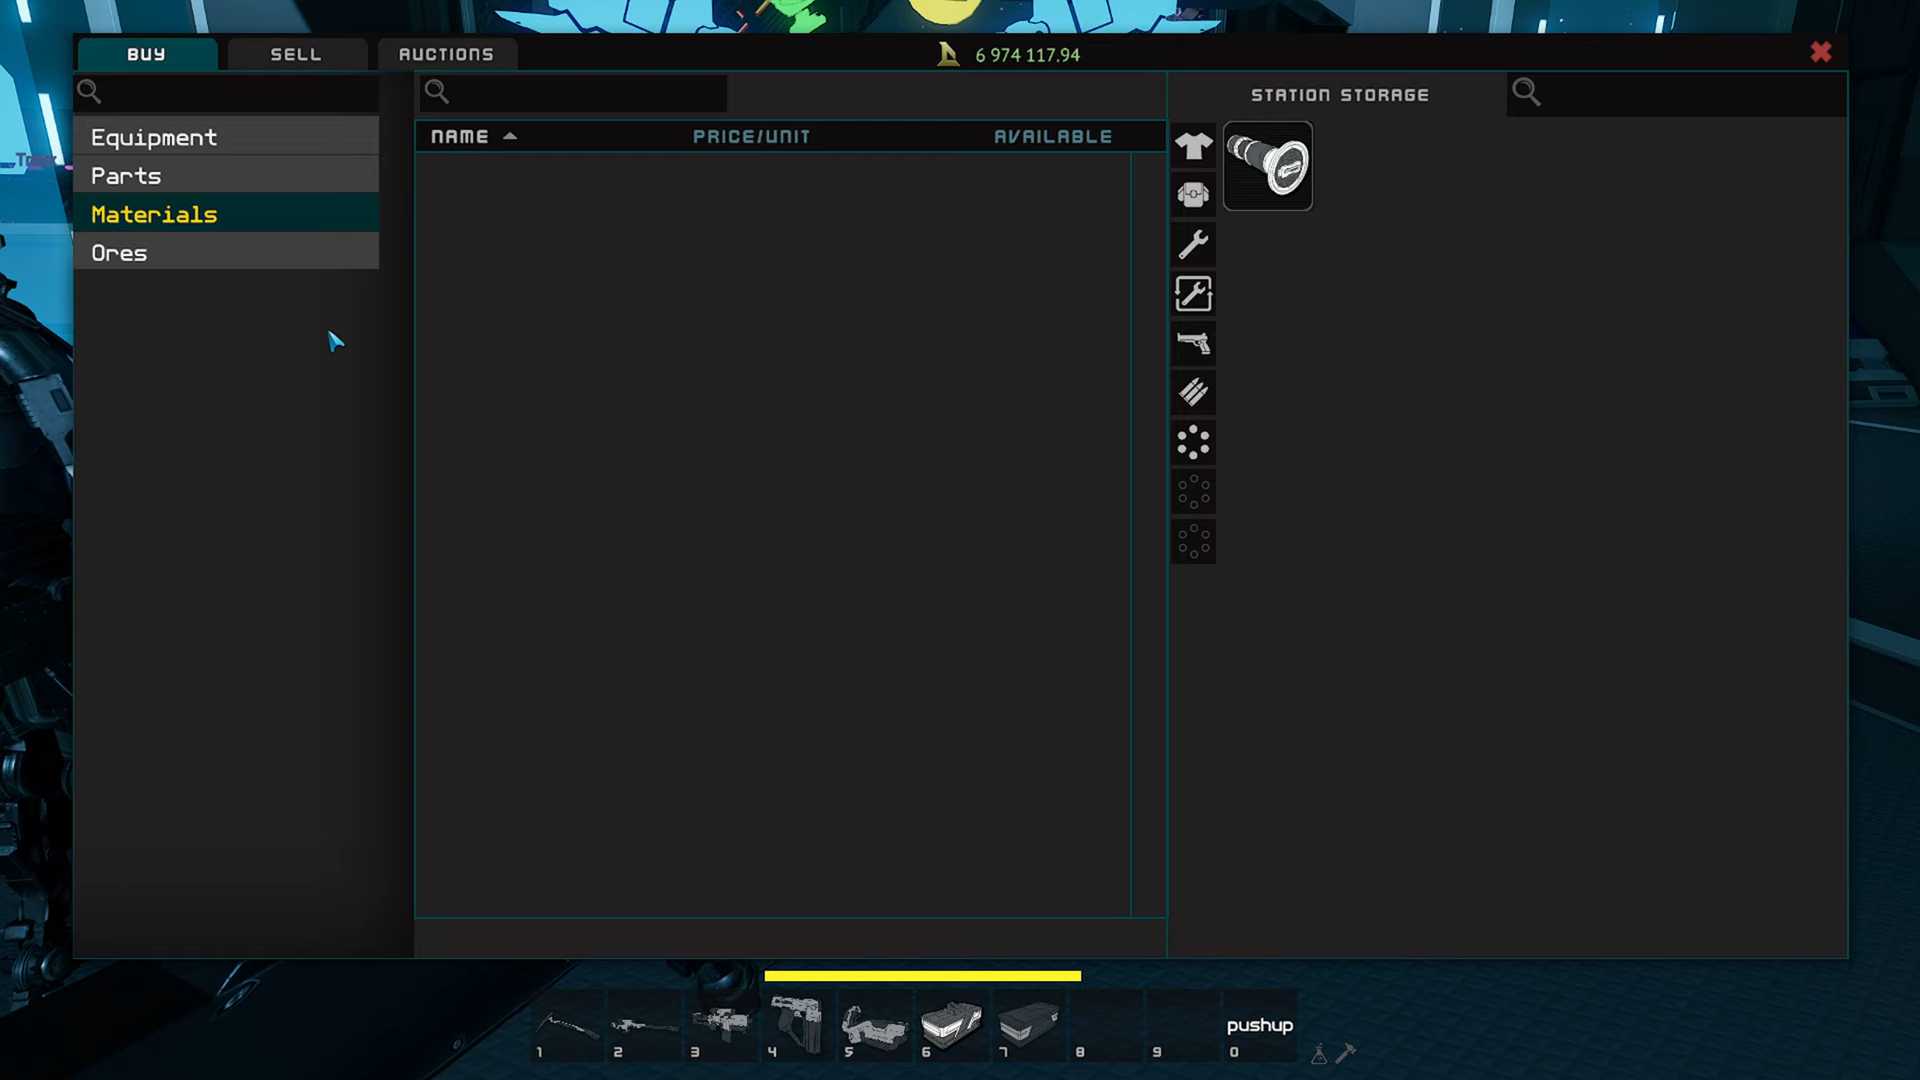 BUY
SELL
AUCTIONS
6 974 117.94
Equipment
Parts
Materials
Ores
NAME
PRICE/UNIT
AVAILABLE
STATION STORAGE
1
2
3
4
5
6
7
8
9
pushup
0